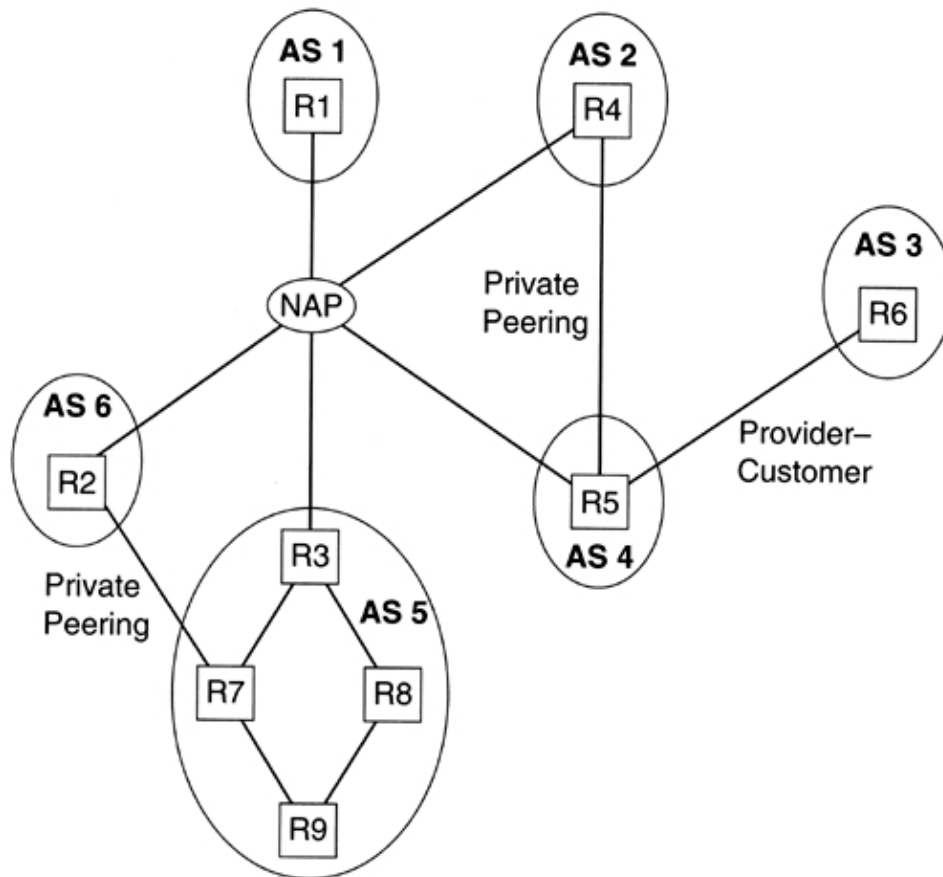 AS 1
R1
AS 2
R4
AS 3
R6
NAP
Private
Peering
Provider–
Customer
AS 6
R2
R5
AS 4
Private
Peering
R3
AS 5
R7
R8
R9